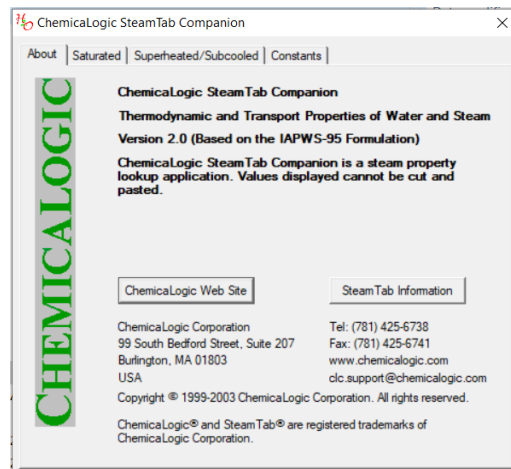 ChemicaLogic SteamTab Companion
About Saturated Superheated/Subcooled Constants
CHEMICALOGIC
ChemicaLogic SteamTab Companion
Thermodynamic and Transport Properties of Water and Steam
Version 2.0 (Based on the IAPWS-95 Formulation)
ChemicaLogic SteamTab Companion is a steam property
lookup application. Values displayed cannot be cut and
pasted.
ChemicaLogic Web Site SteamTab Information
ChemicaLogic Corporation Tel: (781) 425-6738
99 South Bedford Street, Suite 207 Fax: (781) 425-6741
Burlington, MA 01803 www.chemicalogic.com
USA clc.support@chemicalogic.com
Copyright © 1999-2003 ChemicaLogic Corporation. All rights reserved.
ChemicaLogic® and SteamTab® are registered trademarks of
ChemicaLogic Corporation.